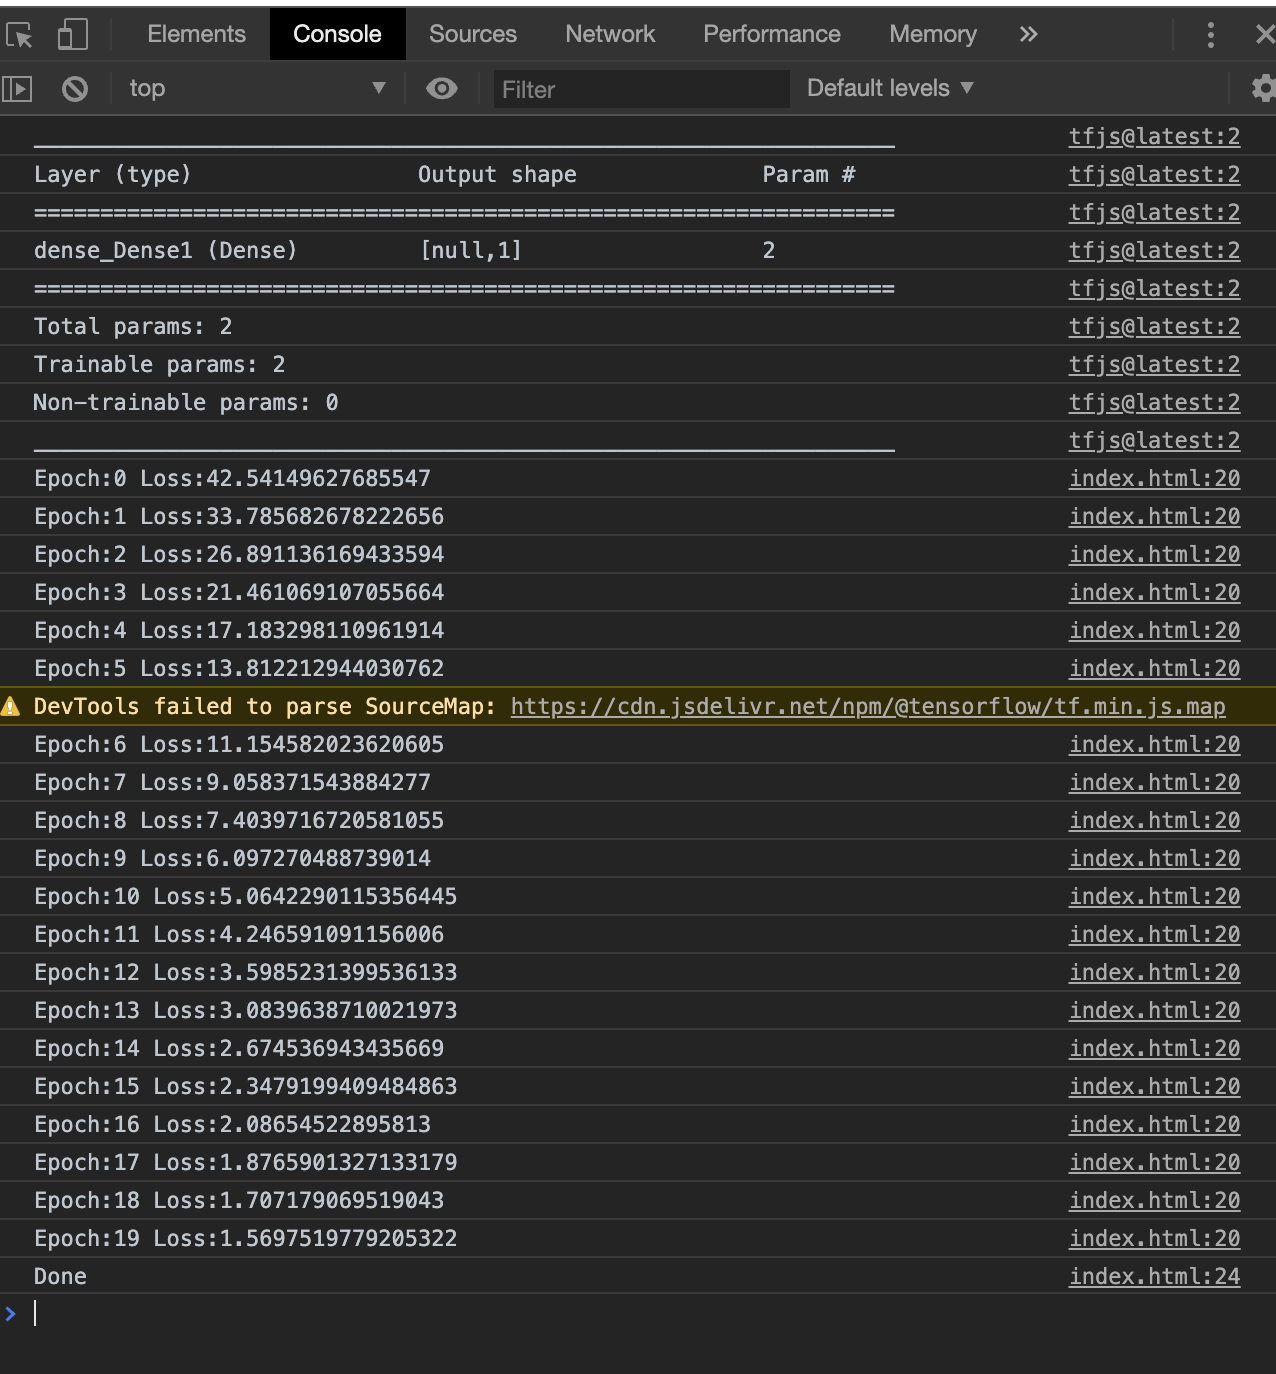 Elements Console Sources Network Performance Memory »
top ▼ Filter Default levels ▼
_________________________________________________________________ tfjs@latest:2
Layer (type) Output shape Param # tfjs@latest:2
================================================================= tfjs@latest:2
dense_Dense1 (Dense) [null,1] 2 tfjs@latest:2
================================================================= tfjs@latest:2
Total params: 2 tfjs@latest:2
Trainable params: 2 tfjs@latest:2
Non-trainable params: 0 tfjs@latest:2
_________________________________________________________________ tfjs@latest:2
Epoch:0 Loss:42.54149627685547 index.html:20
Epoch:1 Loss:33.785682678222656 index.html:20
Epoch:2 Loss:26.891136169433594 index.html:20
Epoch:3 Loss:21.461069107055664 index.html:20
Epoch:4 Loss:17.183298110961914 index.html:20
Epoch:5 Loss:13.812212944030762 index.html:20
DevTools failed to parse SourceMap: https://cdn.jsdelivr.net/npm/@tensorflow/tf.min.js.map
Epoch:6 Loss:11.154582023620605 index.html:20
Epoch:7 Loss:9.058371543884277 index.html:20
Epoch:8 Loss:7.4039716720581055 index.html:20
Epoch:9 Loss:6.097270488739014 index.html:20
Epoch:10 Loss:5.0642290115356445 index.html:20
Epoch:11 Loss:4.246591091156006 index.html:20
Epoch:12 Loss:3.5985231399536133 index.html:20
Epoch:13 Loss:3.0839638710021973 index.html:20
Epoch:14 Loss:2.674536943435669 index.html:20
Epoch:15 Loss:2.3479199409484863 index.html:20
Epoch:16 Loss:2.08654522895813 index.html:20
Epoch:17 Loss:1.8765901327133179 index.html:20
Epoch:18 Loss:1.707179069519043 index.html:20
Epoch:19 Loss:1.5697519779205322 index.html:20
Done index.html:24